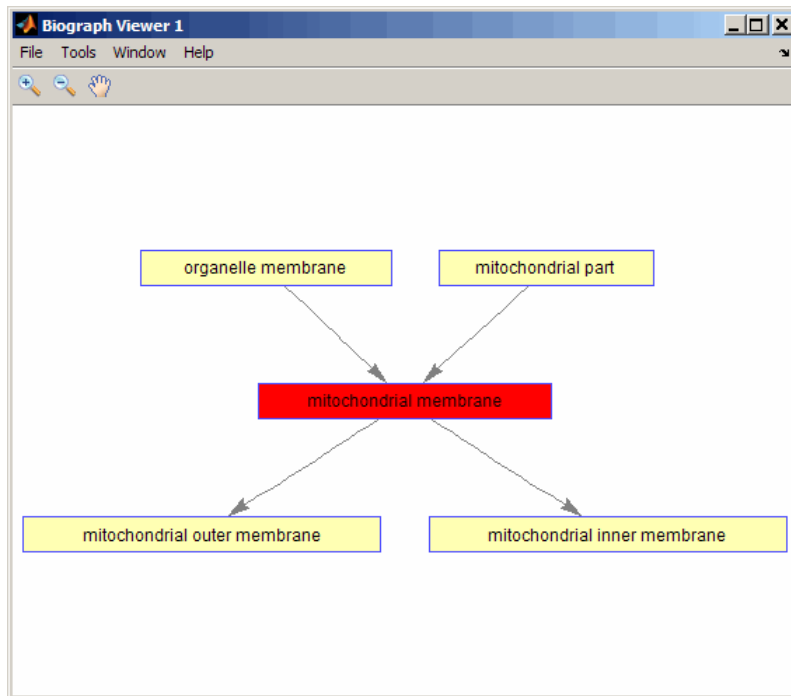 Biograph Viewer 1
File Tools Window Help
organelle membrane
mitochondrial part
mitochondrial membrane
mitochondrial outer membrane
mitochondrial inner membrane